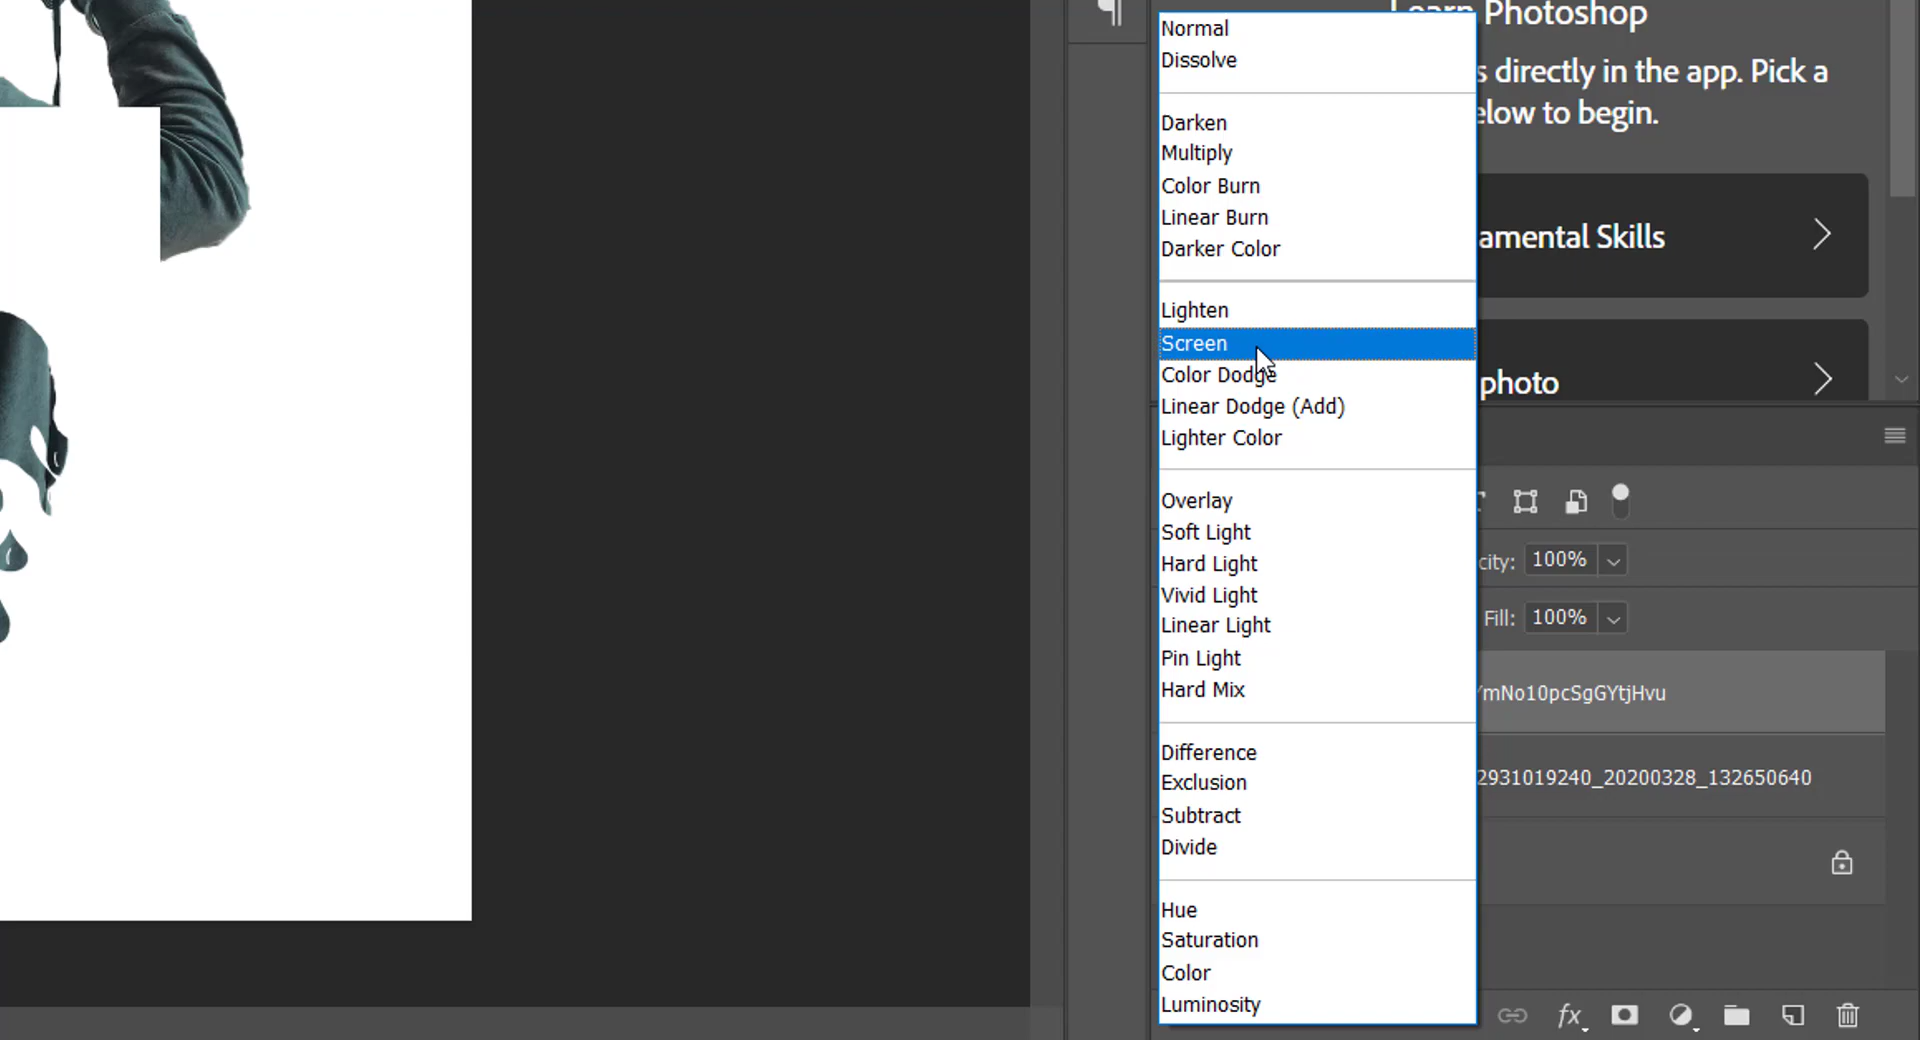 Normal
Dissolve
Darken
Multiply
Color Burn
Linear Burn
Darker Color
Lighten
Screen
Color Dodge
Linear Dodge (Add)
Lighter Color
Overlay
Soft Light
Hard Light
Vivid Light
Linear Light
Pin Light
Hard Mix
Difference
Exclusion
Subtract
Divide
Hue
Saturation
Color
Luminosity
Learn Photoshop
s directly in the app. Pick a
elow to begin.
amental Skills
photo
city: 100%
Fill: 100%
mNo10pcSgGYtjHvu
2931019240_20200328_132650640
fx